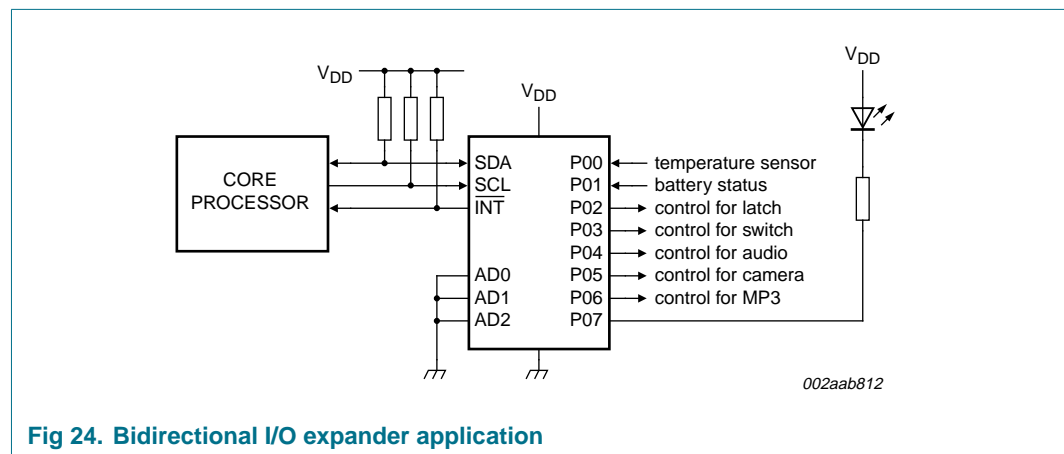 VDD
VDD
VDD
CORE
PROCESSOR
SDA
SCL
INT
AD0
AD1
AD2
P00
P01
P02
P03
P04
P05
P06
P07
temperature sensor
battery status
control for latch
control for switch
control for audio
control for camera
control for MP3
002aab812
Fig 24. Bidirectional I/O expander application